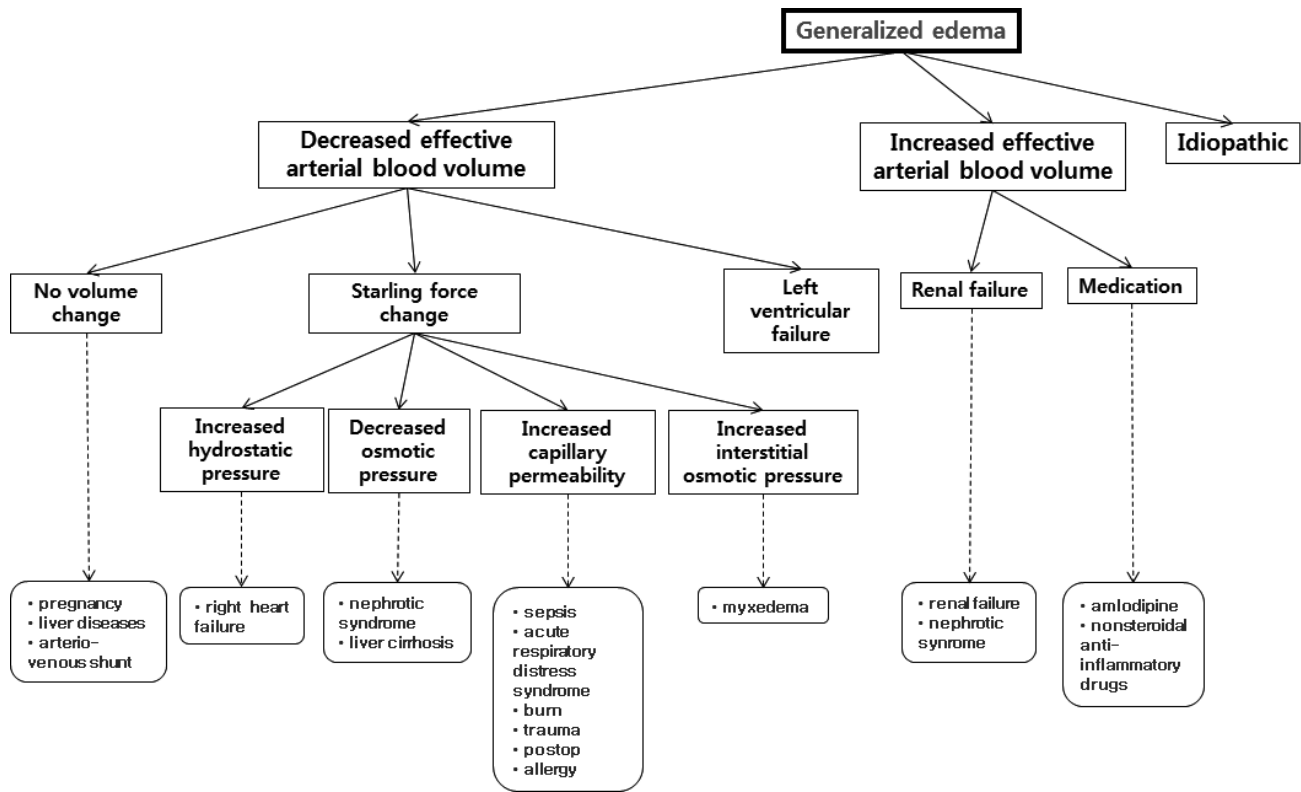 Generalized edema
Decreased effective
arterial blood volume
Increased effective
arterial blood volume
Idiopathic
No volume
change
Starling force
change
Left
ventricular
failure
Renal failure
Medication
Increased
hydrostatic
pressure
Decreased
osmotic
pressure
Increased
capillary
permeability
Increased
interstitial
osmotic pressure
• pregnancy
• liver diseases
• arterio-
venous shunt
• right heart
failure
• nephrotic
syndrome
• liver cirrhosis
• sepsis
• acute
respiratory
distress
syndrome
• burn
• trauma
• postop
• allergy
• myxedema
• renal failure
• nephrotic
synrome
• amlodipine
• nonsteroidal
anti-
inflammatory
drugs